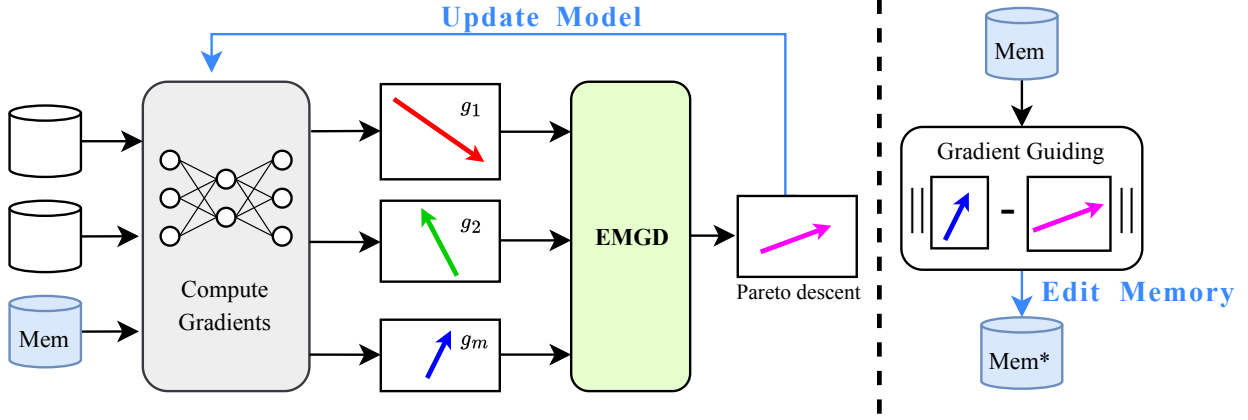 Update Model
Mem
g1
Gradient Guiding
g2
-
EMGD
Compute
Gradients
Pareto descent
Edit Memory
Mem
gm
Mem*